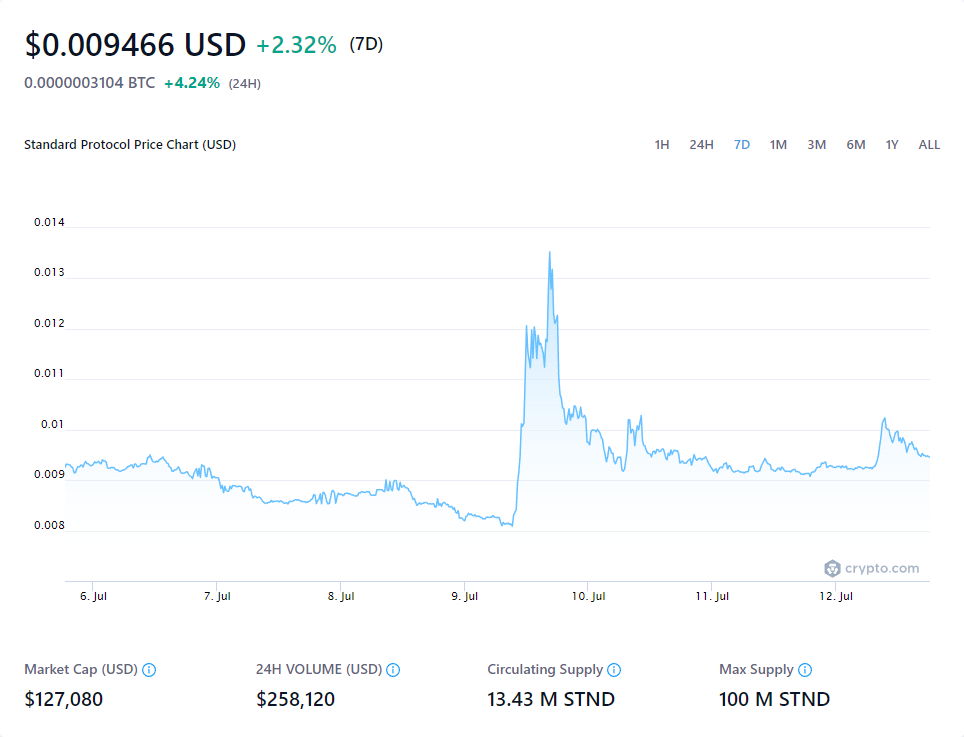 $0.009466 USD +2.32% (7D)
0.0000003104 BTC +4.24% (24H)
Standard Protocol Price Chart (USD)
1H 24H 7D 1M 3M 6M 1Y ALL
0.014
0.013
0.012
0.011
0.01
0.009
0.008
crypto.com
6. Jul 7. Jul 8. Jul 9. Jul 10. Jul 11. Jul 12. Jul
Market Cap (USD) 24H VOLUME (USD) Circulating Supply Max Supply
$127,080 $258,120 13.43 M STND 100 M STND